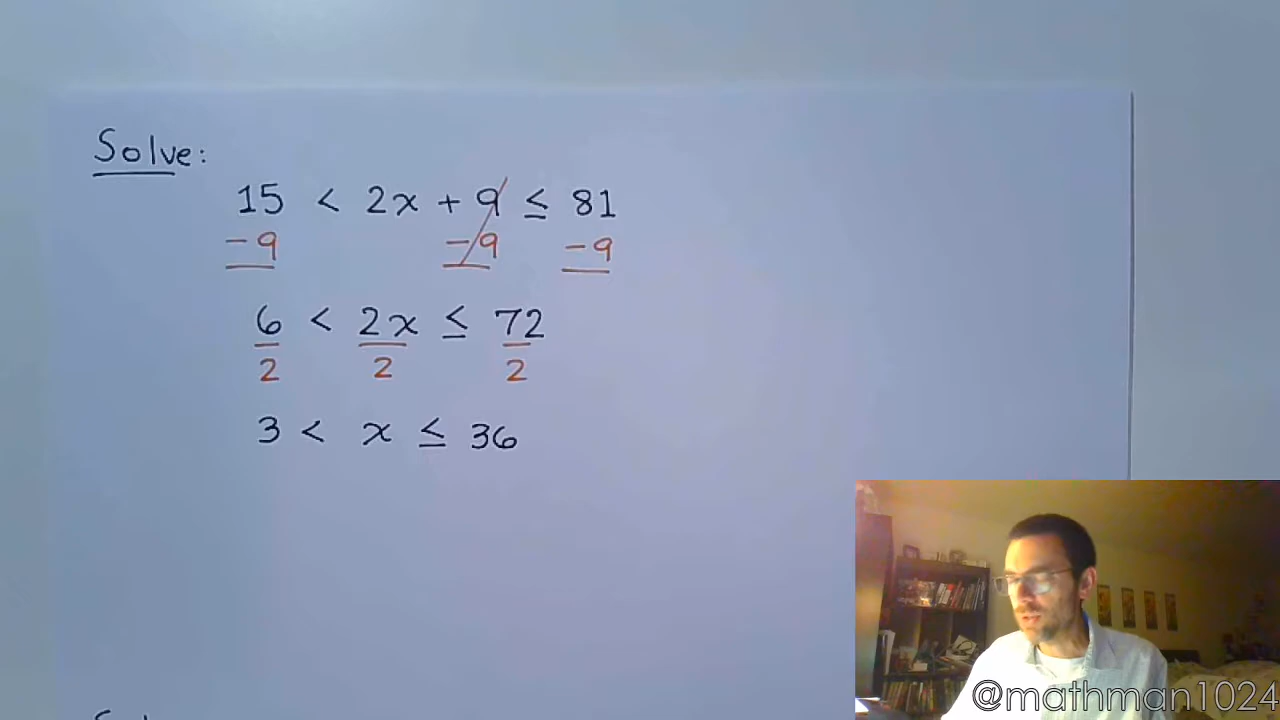 Solve:
15 < 2x + 9 ≤ 81
-9 -9 -9
6 < 2x ≤ 72
2 2 2
3 < x ≤ 36
@mathman1024